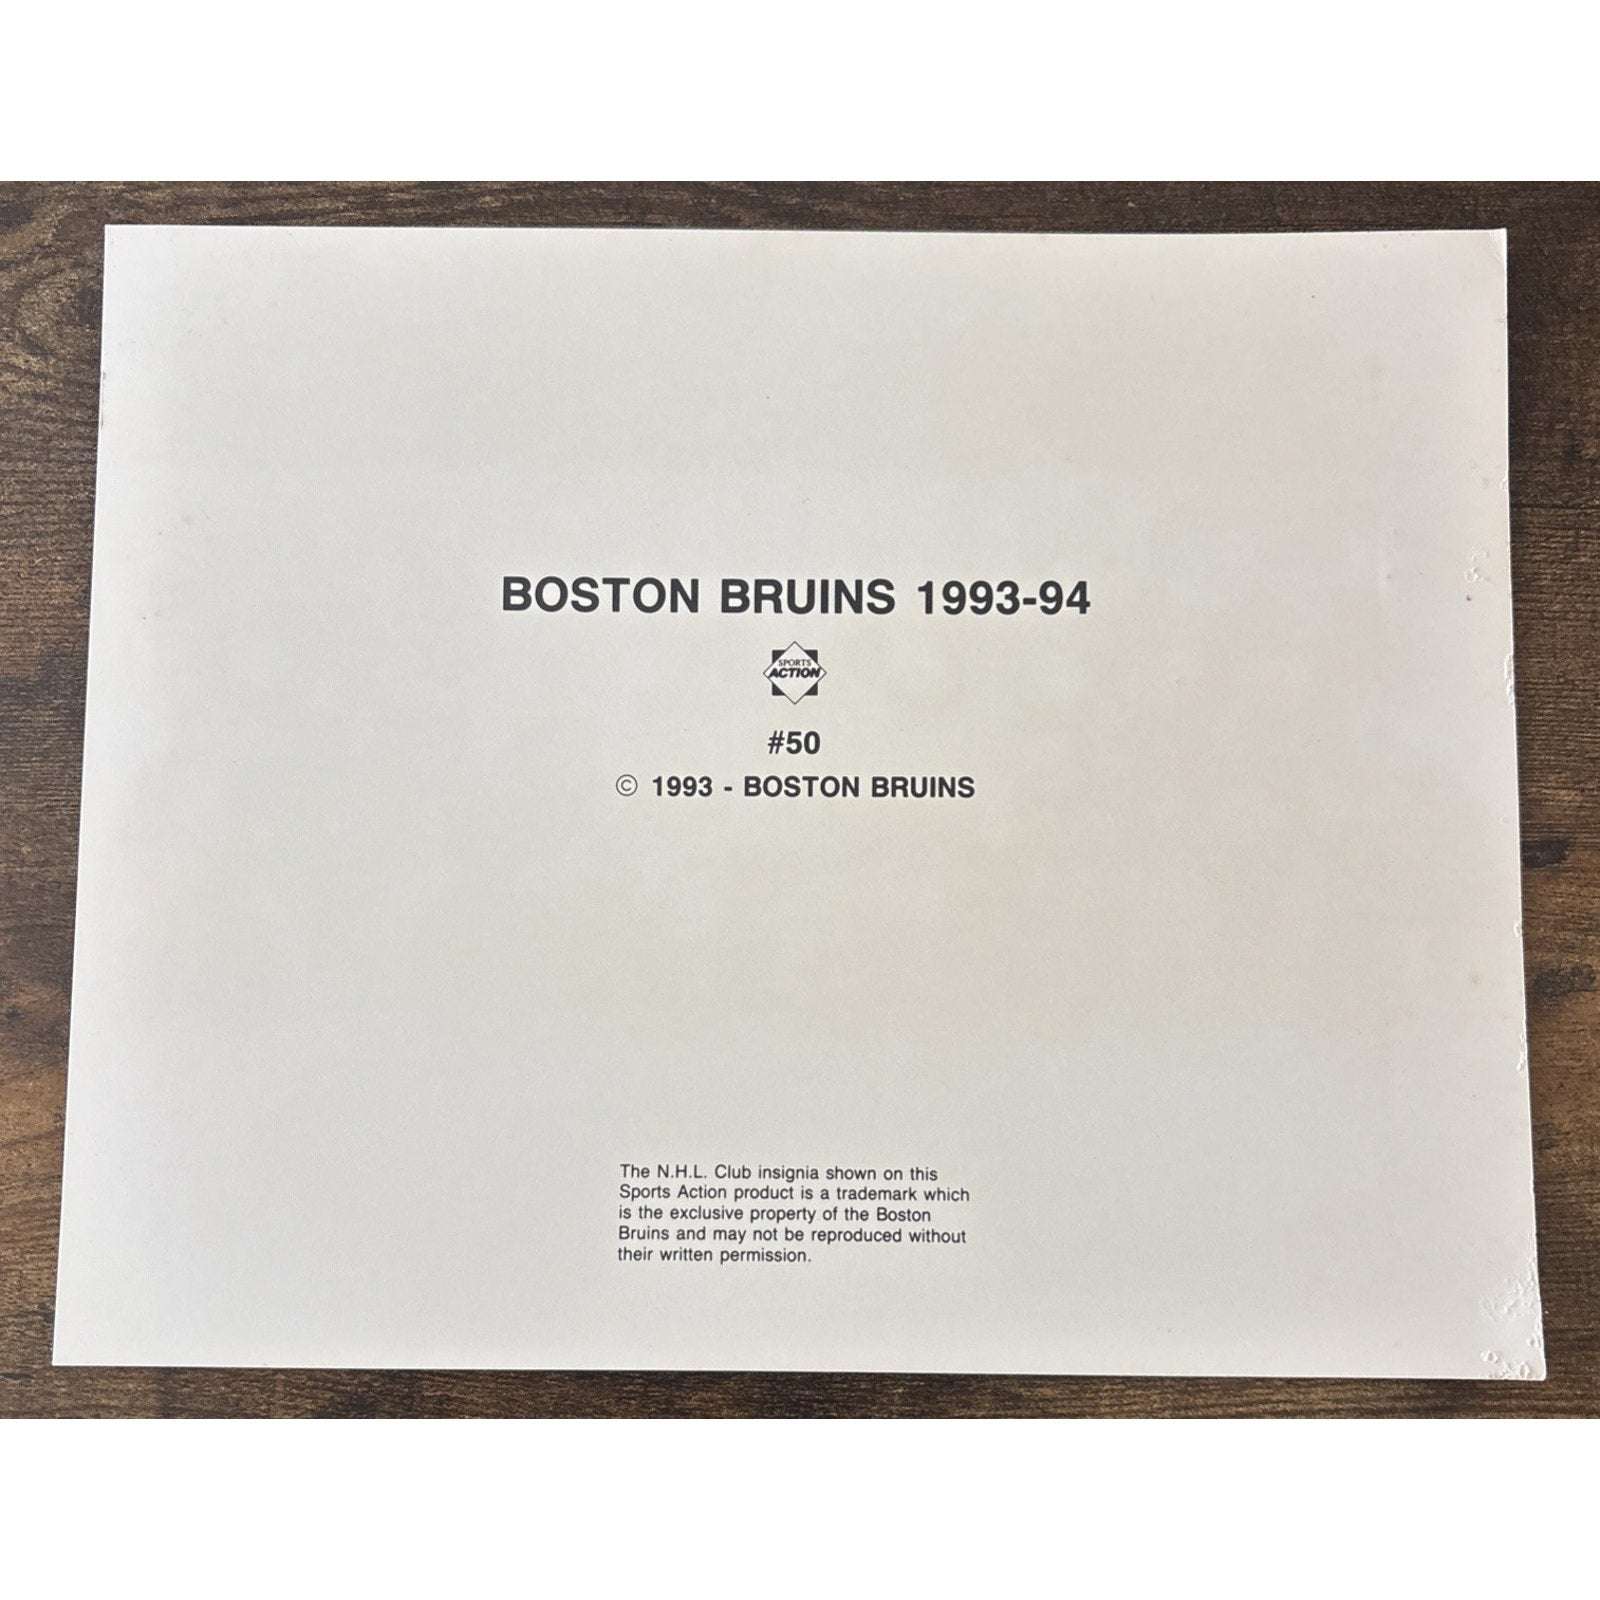 BOSTON BRUINS 1993-94
SPORTS
ACTION
#50
© 1993 - BOSTON BRUINS
The N.H.L. Club insignia shown on this
Sports Action product is a trademark which
is the exclusive property of the Boston
Bruins and may not be reproduced without
their written permission.